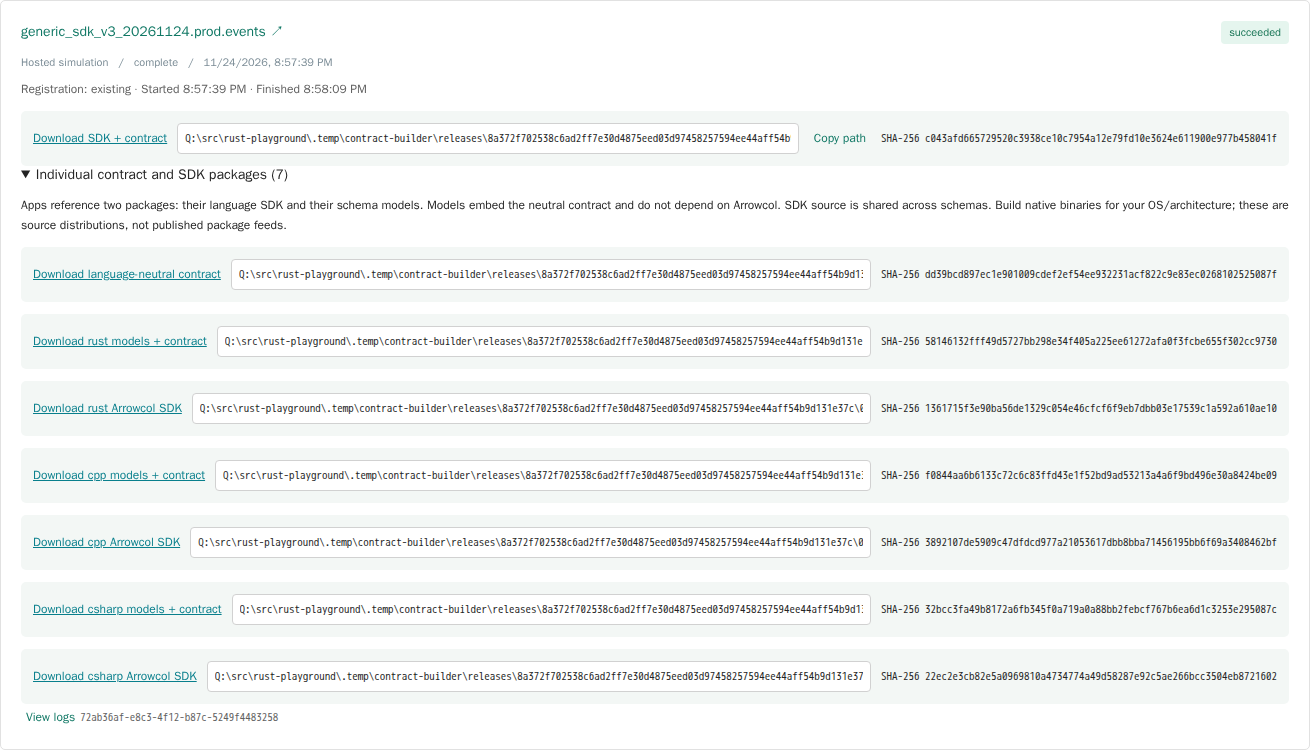 generic_sdk_v3_20261124.prod.events ↗
succeeded
Hosted simulation / complete / 11/24/2026, 8:57:39 PM
Registration: existing · Started 8:57:39 PM · Finished 8:58:09 PM
Download SDK + contract Q:\src\rust-playground\.temp\contract-builder\releases\8a372f702538c6ad2ff7e30d4875eed03d97458257594ee44aff54b Copy path SHA-256 c043afd665729520c3938ce10c7954a12e79fd10e3624e611900e977b458041f
▼ Individual contract and SDK packages (7)
Apps reference two packages: their language SDK and their schema models. Models embed the neutral contract and do not depend on Arrowcol. SDK source is shared across schemas. Build native binaries for your OS/architecture; these are
source distributions, not published package feeds.
Download language-neutral contract Q:\src\rust-playground\.temp\contract-builder\releases\8a372f702538c6ad2ff7e30d4875eed03d97458257594ee44aff54b9d13 SHA-256 dd39bcd897ec1e901009cdef2ef54ee932231acf822c9e83ec0268102525087f
Download rust models + contract Q:\src\rust-playground\.temp\contract-builder\releases\8a372f702538c6ad2ff7e30d4875eed03d97458257594ee44aff54b9d131e SHA-256 58146132fff49d5727bb298e34f405a225ee61272afa0f3fcbe655f302cc9730
Download rust Arrowcol SDK Q:\src\rust-playground\.temp\contract-builder\releases\8a372f702538c6ad2ff7e30d4875eed03d97458257594ee44aff54b9d131e37c\0 SHA-256 1361715f3e90ba56de1329c054e46cfcf6f9eb7dbb03e17539c1a592a610ae10
Download cpp models + contract Q:\src\rust-playground\.temp\contract-builder\releases\8a372f702538c6ad2ff7e30d4875eed03d97458257594ee44aff54b9d131e3 SHA-256 f0844aa6b6133c72c6c83ffd43e1f52bd9ad53213a4a6f9bd496e30a8424be09
Download cpp Arrowcol SDK Q:\src\rust-playground\.temp\contract-builder\releases\8a372f702538c6ad2ff7e30d4875eed03d97458257594ee44aff54b9d131e37c\0 SHA-256 3892107de5909c47dfdcd977a21053617dbb8bba71456195bb6f69a3408462bf
Download csharp models + contract Q:\src\rust-playground\.temp\contract-builder\releases\8a372f702538c6ad2ff7e30d4875eed03d97458257594ee44aff54b9d13 SHA-256 32bcc3fa49b8172a6fb345f0a719a0a88bb2febcf767b6ea6d1c3253e295087c
Download csharp Arrowcol SDK Q:\src\rust-playground\.temp\contract-builder\releases\8a372f702538c6ad2ff7e30d4875eed03d97458257594ee44aff54b9d131e37 SHA-256 22ec2e3cb82e5a0969810a4734774a49d58287e92c5ae266bcc3504eb8721602
View logs 72ab36af-e8c3-4f12-b87c-5249f4483258